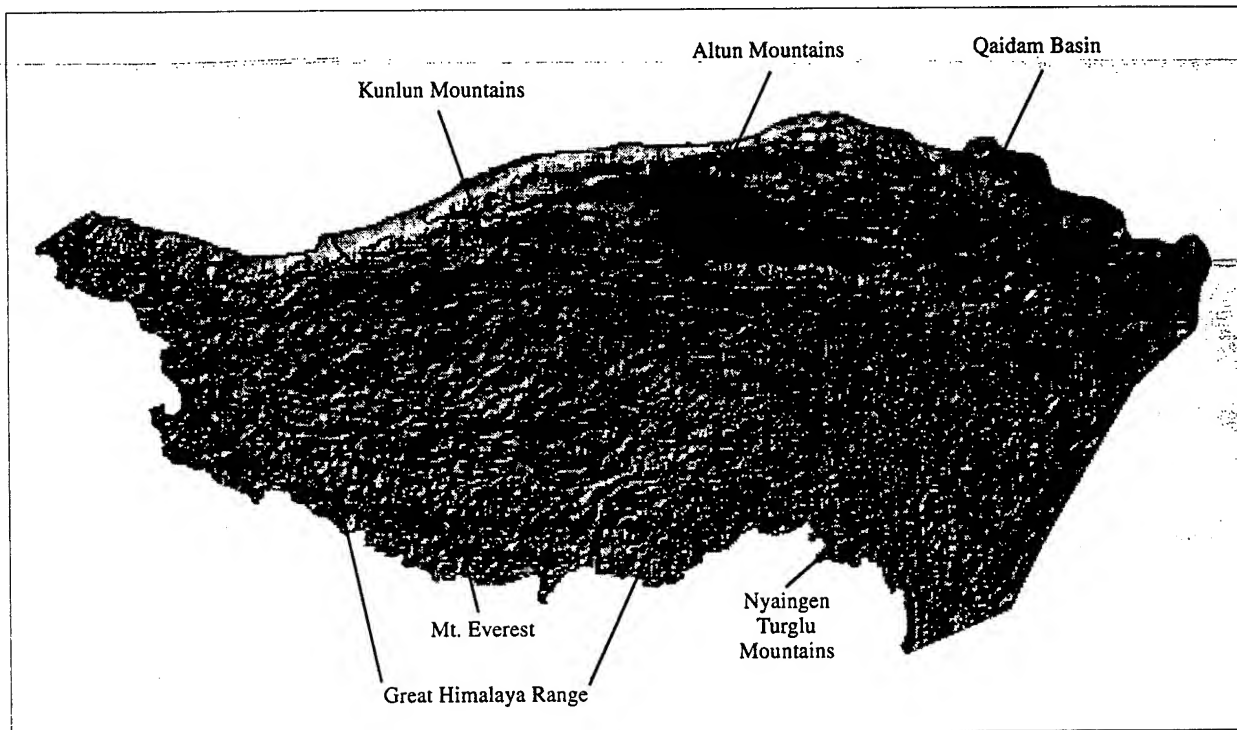 Altun Mountains
Qaidam Basin
Kunlun Mountains
Mt. Everest
Nyaingen
Turglu
Mountains
Great Himalaya Range